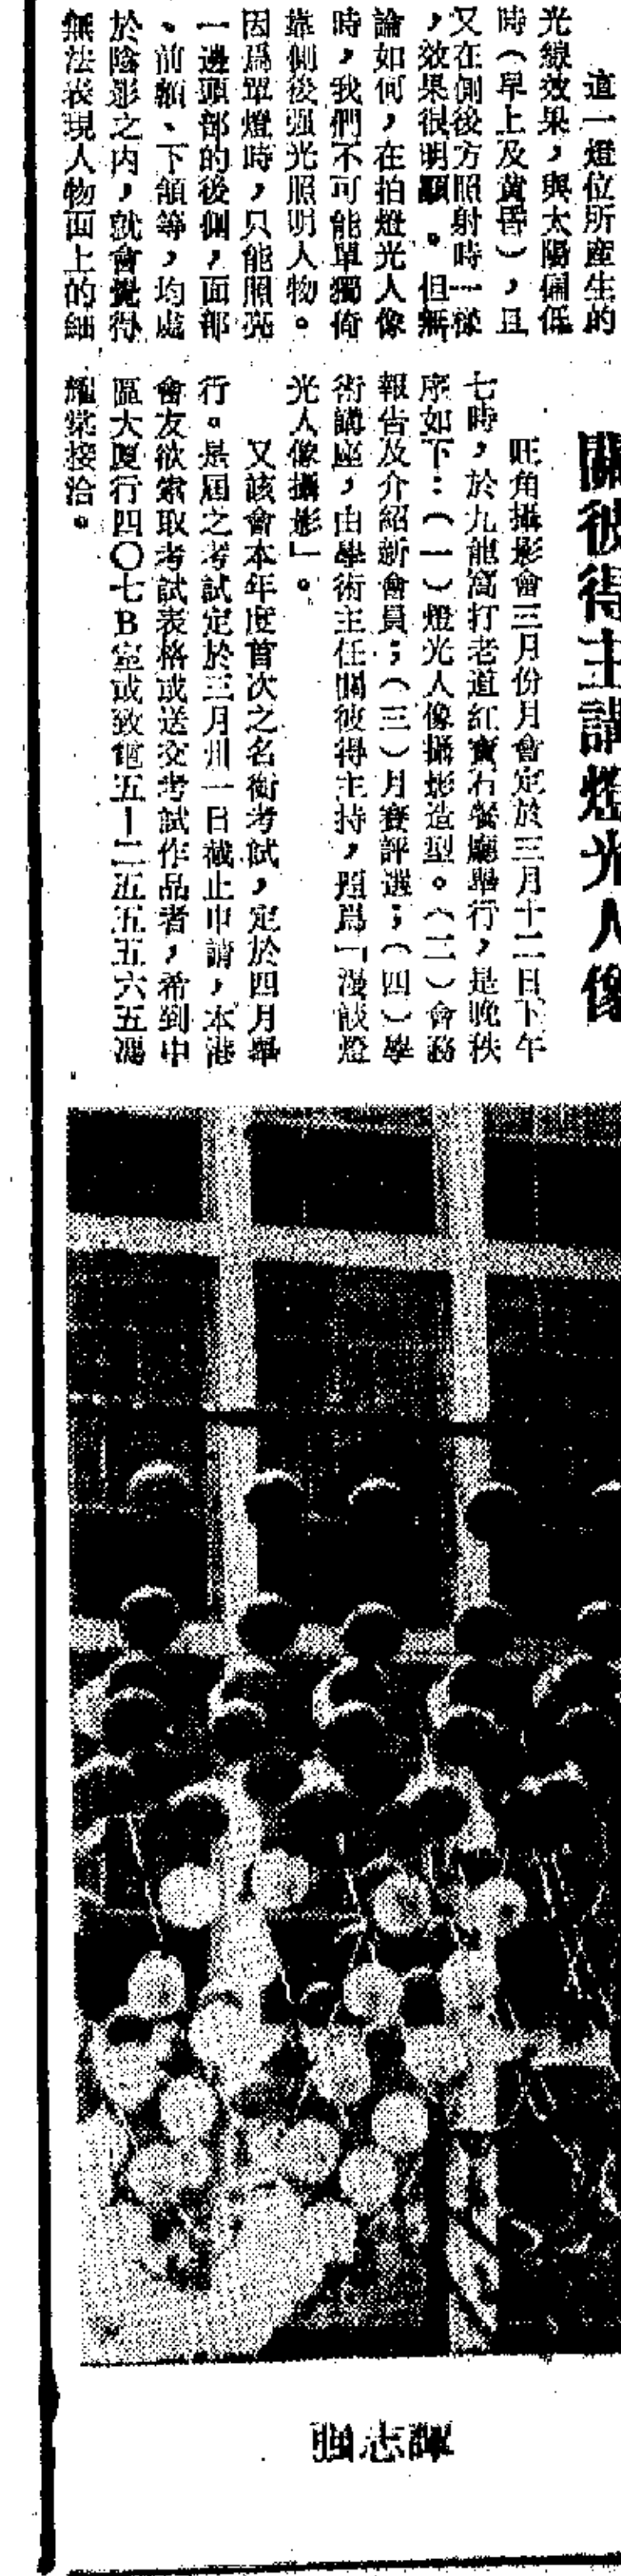 這一燈位所產生的
光線效果，與太陽偏低
時（早上及黃昏），且
又在側後方照射時一樣
，效果很明顯。但無
論如何，在拍燈光人像
時，我們不可能單獨倚
靠側後强光照明人物。
因爲單燈時，只能照亮
一邊頭部的後側，面部
、前額、下頷等，均處
於陰影之內，就會覺得
無法表現人物面上的細
關彼得主講燈光人像
旺角攝影會三月份月會定於三月十二日下午
七時，於九龍窩打老道紅寶石餐廳舉行，是晚秩
序如下：（一）燈光人像攝影造型。（二）會務
報告及介紹新會員；（三）月賽評選；（四）學
術講座，由學術主任關彼得主持，題爲「漫談燈
光人像攝影」。
又該會本年度首次之名銜考試，定於四月舉
行。是屆之考試定於三月卅一日截止申請，本港
會友欲索取考試表格或送交考試作品者，希到中
區大廈行四〇七B室或致電五―二五五五六五馮
耀棠接洽。
譚志強